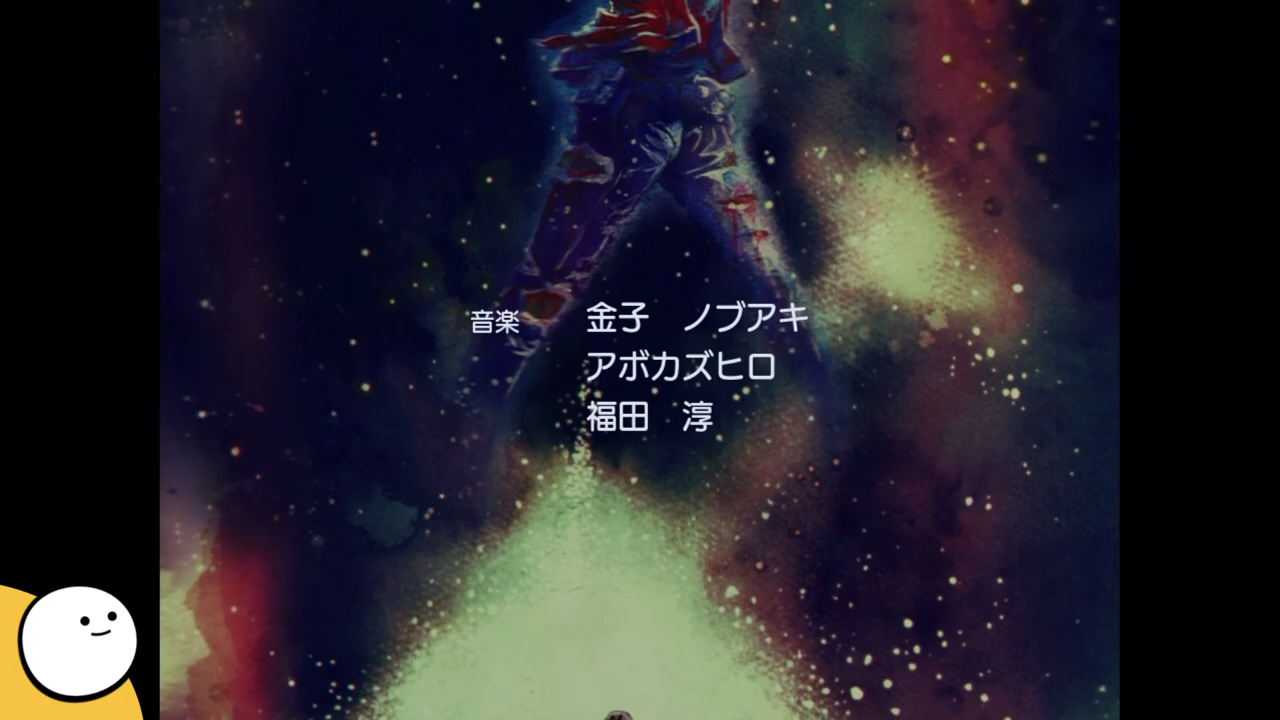 音楽 金子 ノブアキ
アボカズヒロ
福田 淳